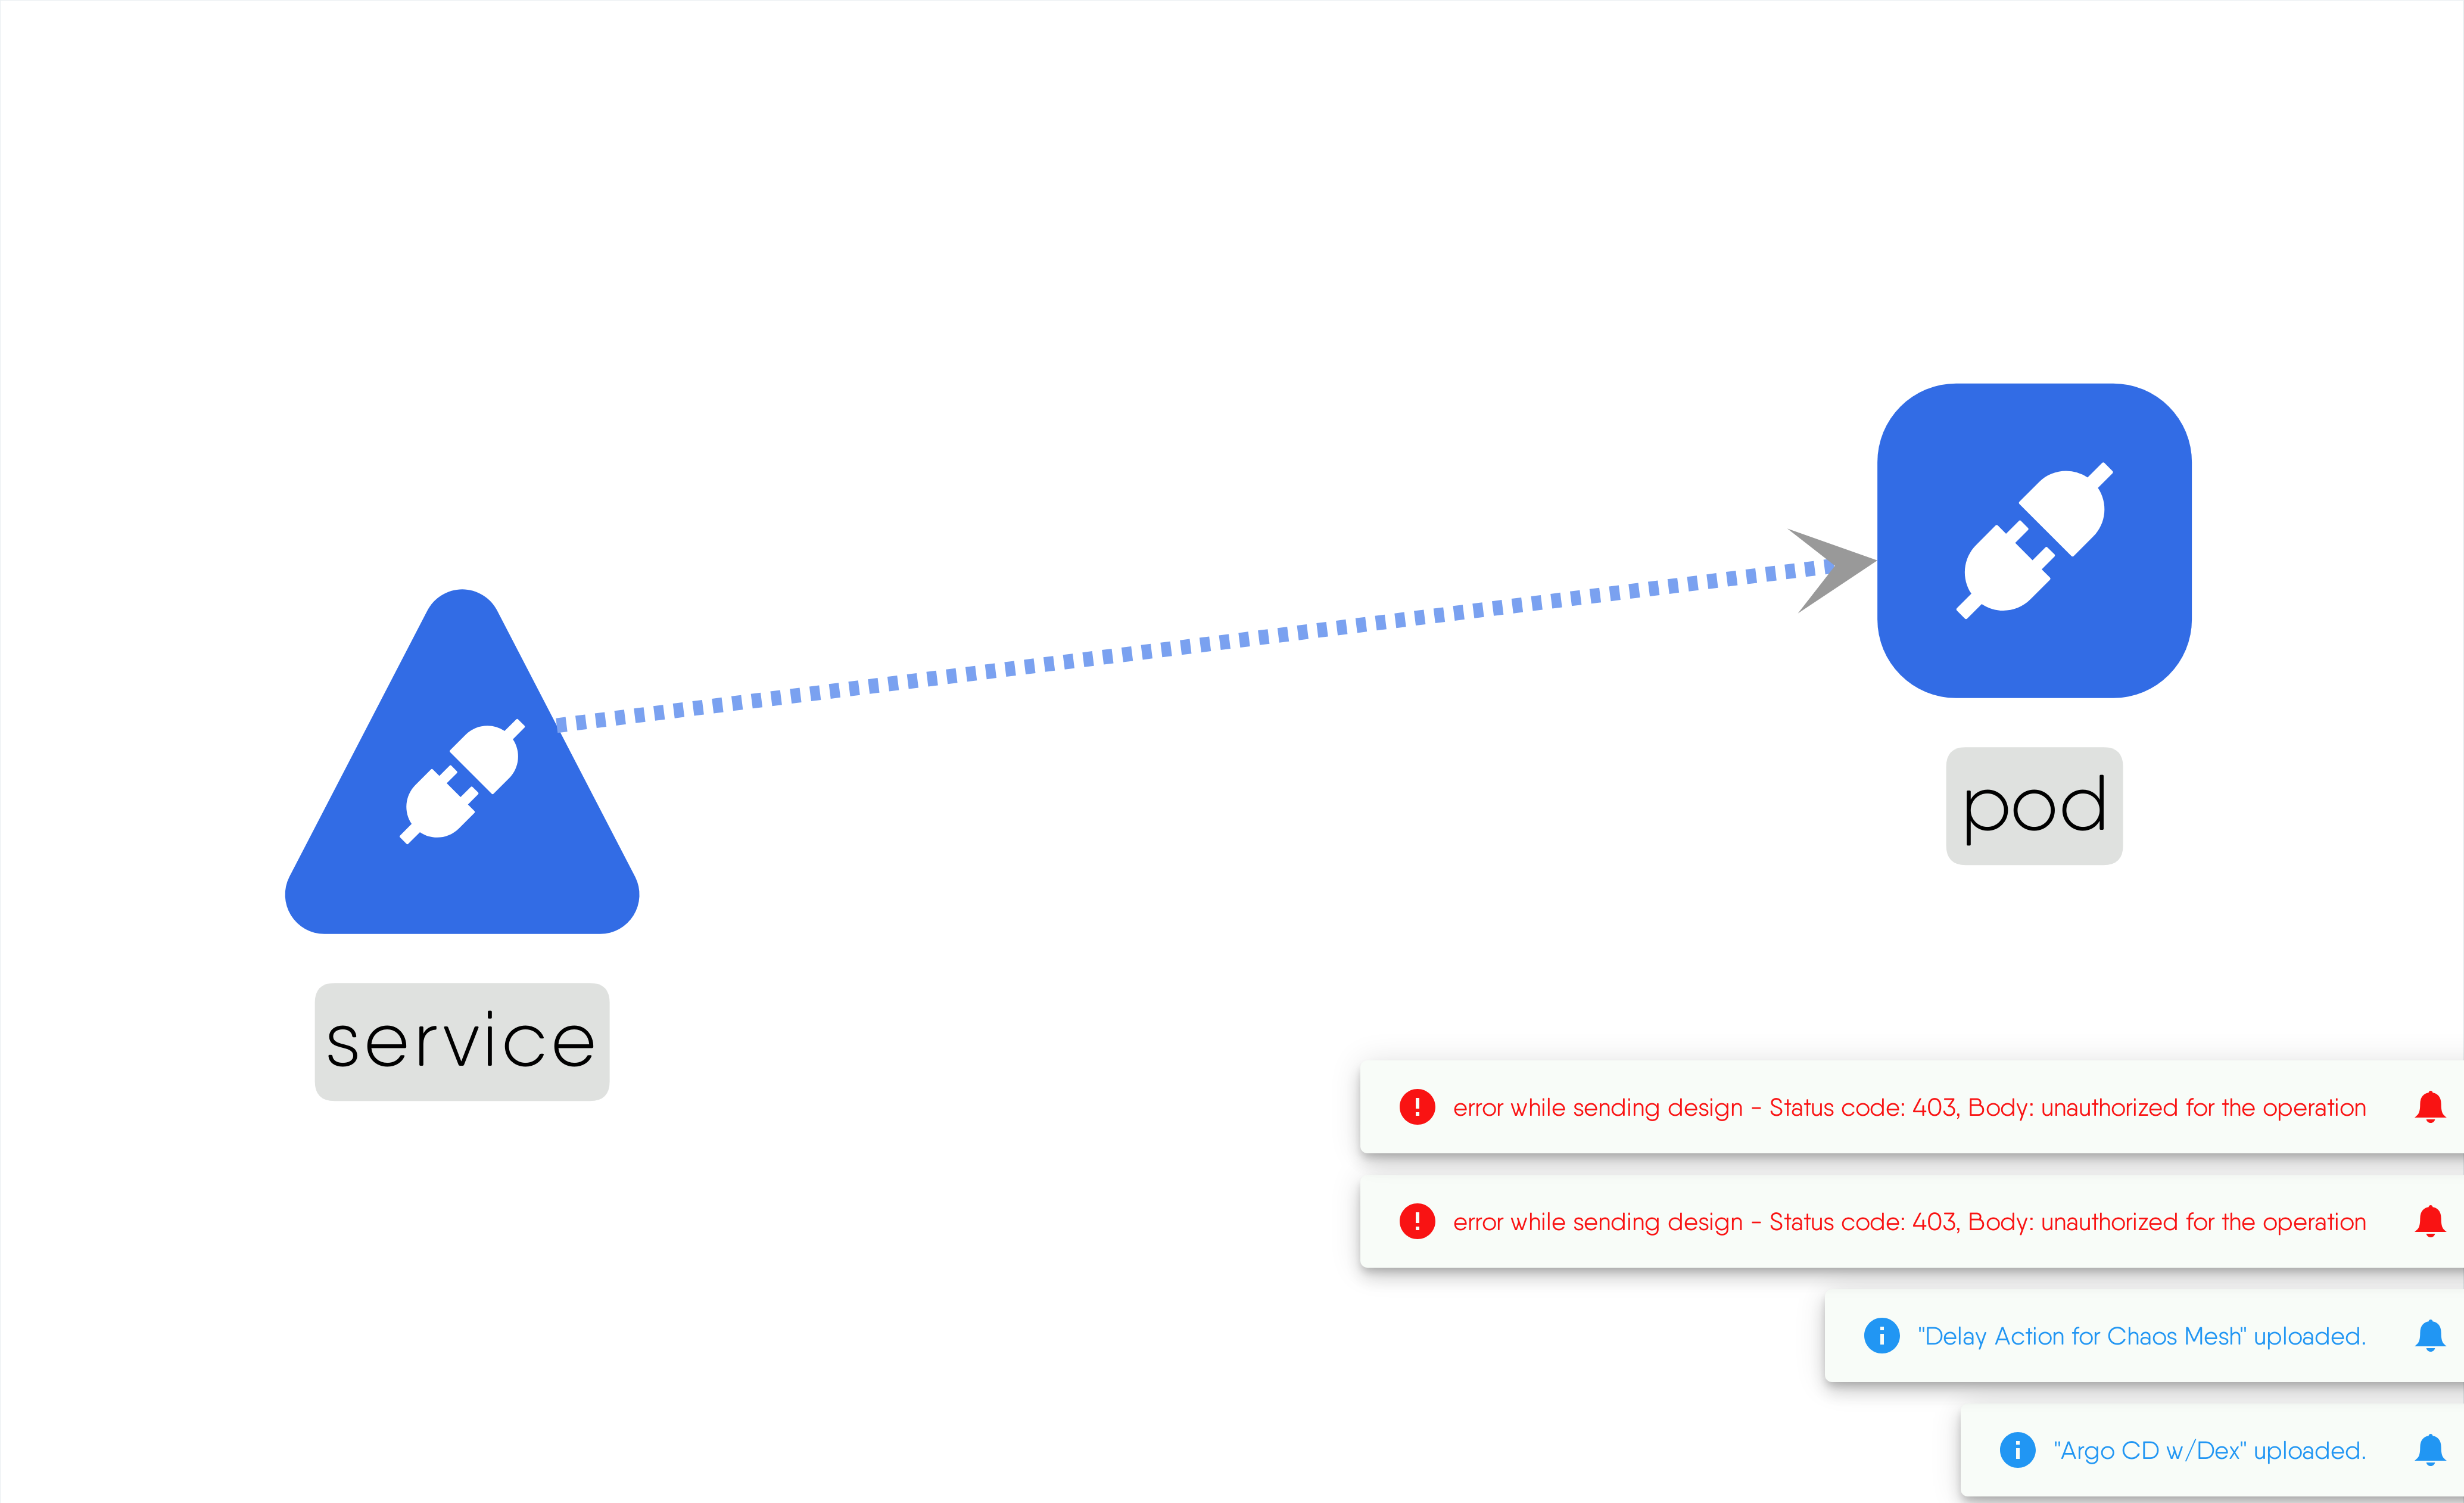 pod
service
error while sending design - Status code: 403, Body: unauthorized for the operation
error while sending design - Status code: 403, Body: unauthorized for the operation
"Delay Action for Chaos Mesh" uploaded.
"Argo CD w/Dex" uploaded.